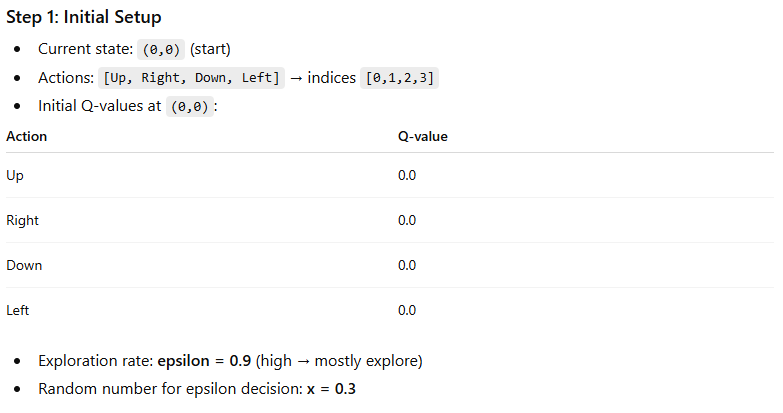 Step 1: Initial Setup
• Current state: (0,0) (start)
• Actions: [Up, Right, Down, Left] → indices [0,1,2,3]
• Initial Q-values at (0,0):
Action Q-value
Up 0.0
Right 0.0
Down 0.0
Left 0.0
• Exploration rate: epsilon = 0.9 (high → mostly explore)
• Random number for epsilon decision: x = 0.3